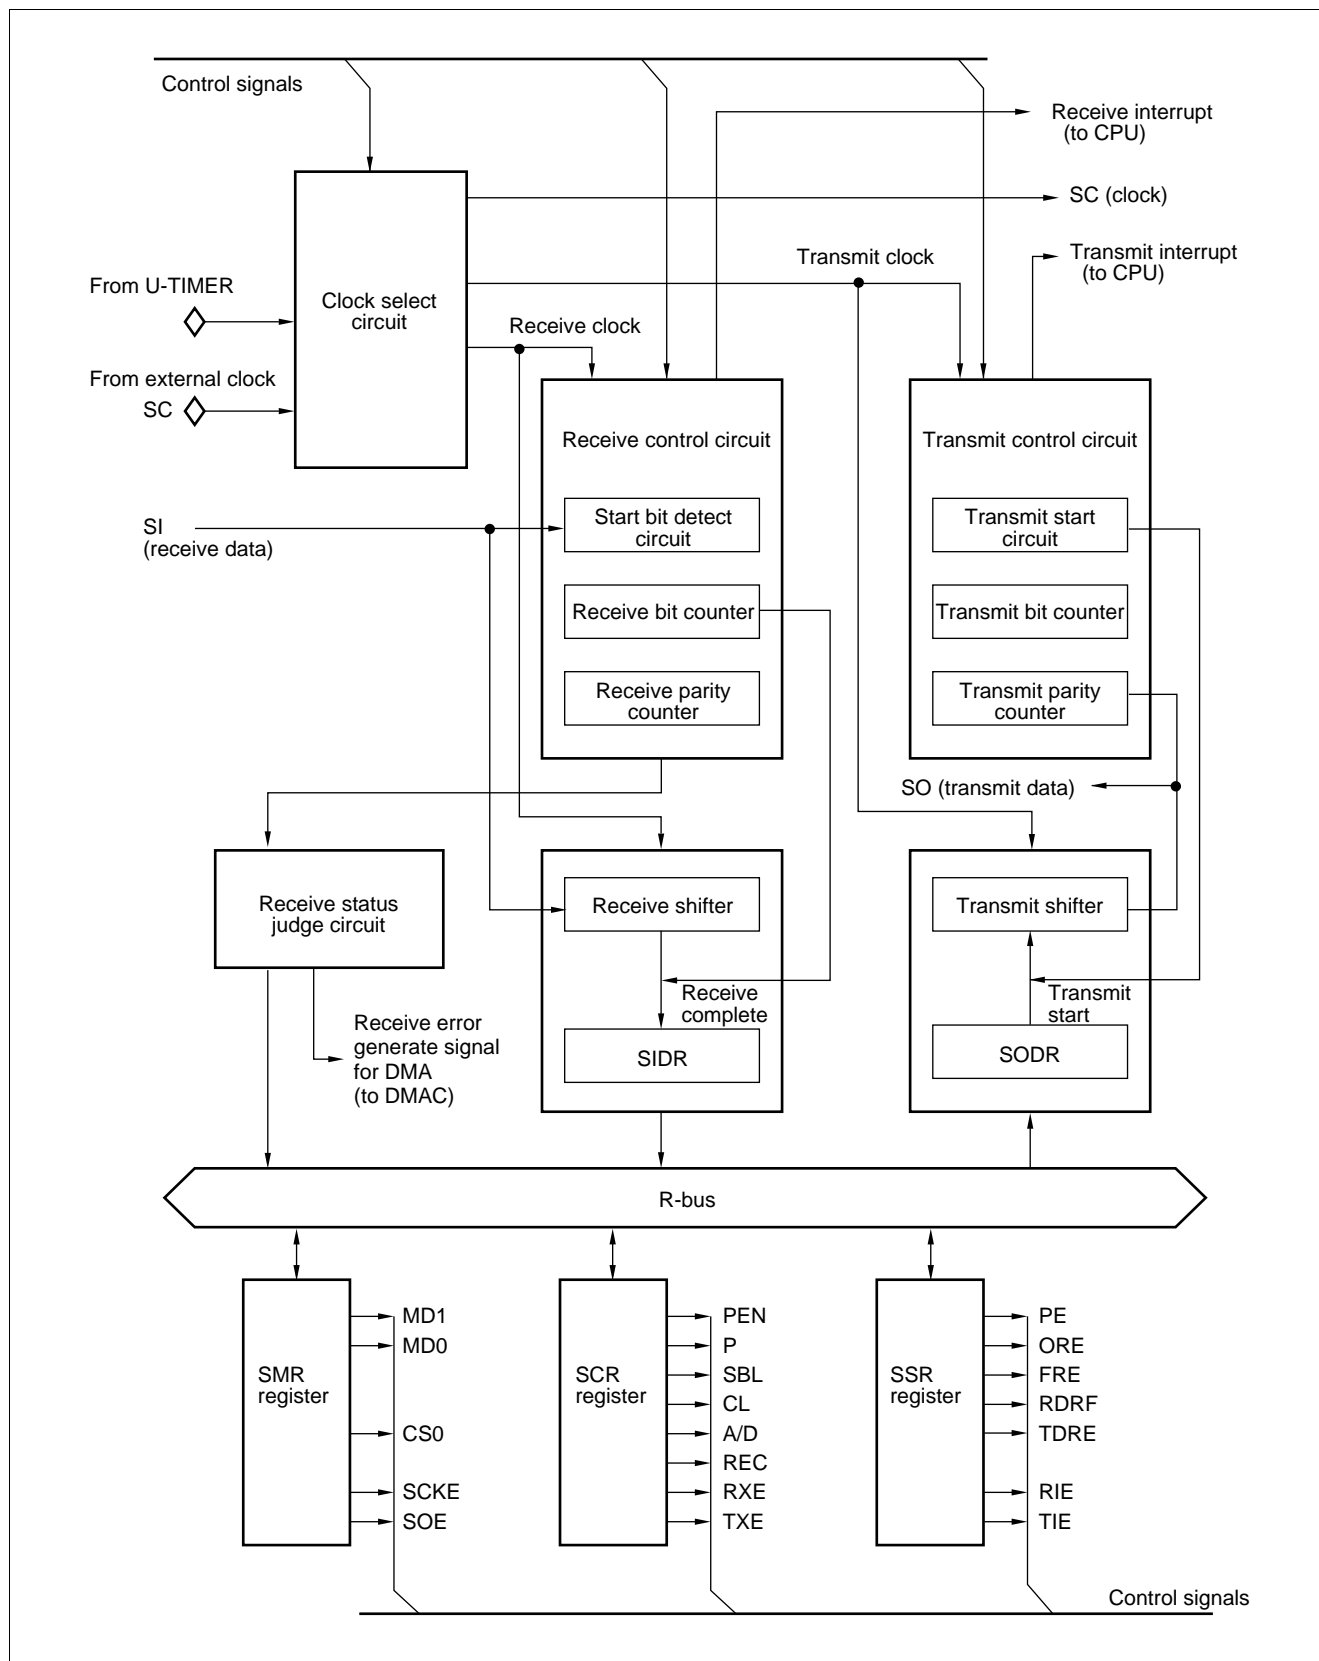 Control signals
Receive interrupt
(to CPU)
SC (clock)
Transmit clock
Transmit interrupt
(to CPU)
From U-TIMER
Clock select
circuit
Receive clock
From external clock
SC
Receive control circuit
Transmit control circuit
SI
(receive data)
Start bit detect
circuit
Transmit start
circuit
Receive bit counter
Transmit bit counter
Receive parity
counter
Transmit parity
counter
SO (transmit data)
Receive status
judge circuit
Receive shifter
Transmit shifter
Receive
complete
Transmit
start
Receive error
generate signal
for DMA
(to DMAC)
SIDR
SODR
R-bus
SMR
register
MD1
MD0
CS0
SCKE
SOE
SCR
register
PEN
P
SBL
CL
A/D
REC
RXE
TXE
SSR
register
PE
ORE
FRE
RDRF
TDRE
RIE
TIE
Control signals